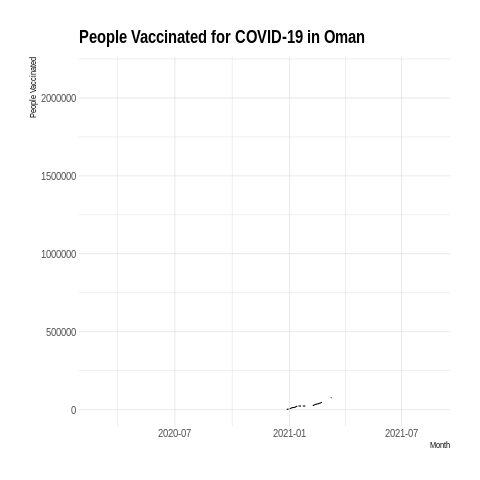 People Vaccinated for COVID-19 in Oman
People Vaccinated
2000000
1500000
1000000
500000
0
2020-07 2021-01 2021-07
Month